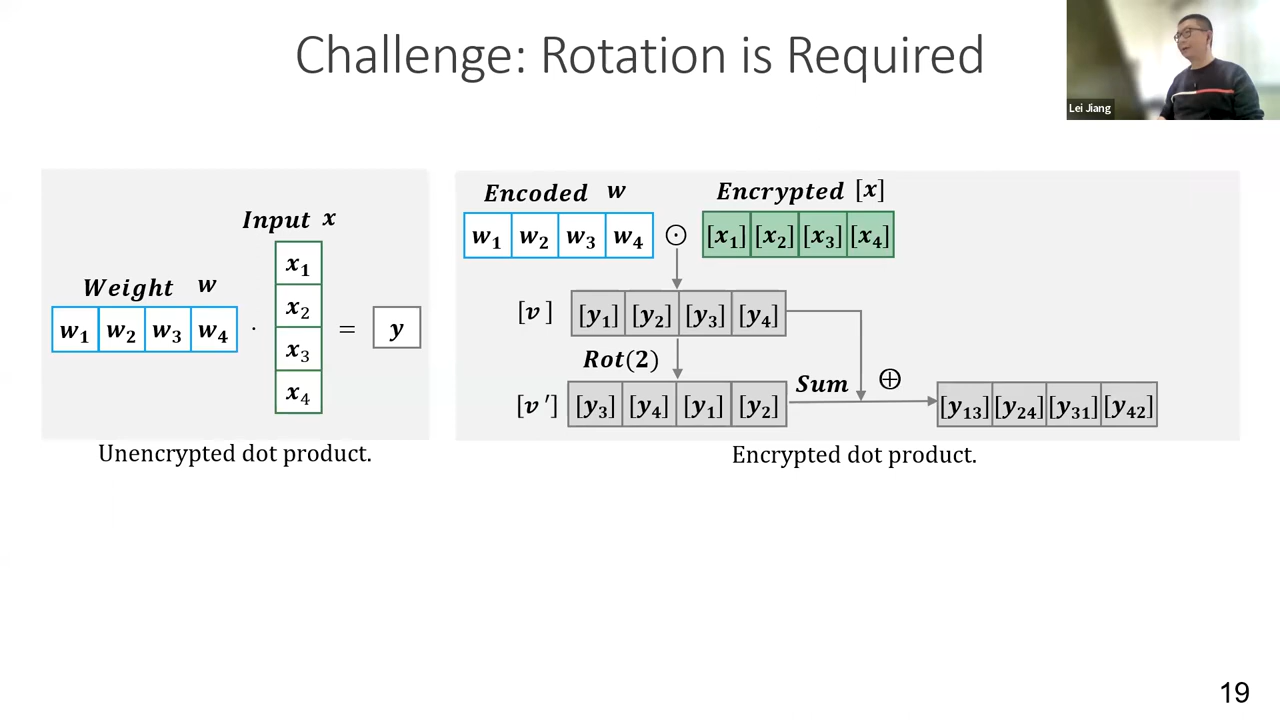 Challenge: Rotation is Required
Lei Jiang
Input x
x1
x2
x3
x4
Weight w
w1 w2 w3 w4 · = y
Unencrypted dot product.
Encoded w Encrypted [x]
w1 w2 w3 w4 ⊙ [x1] [x2] [x3] [x4]
[v] [y1] [y2] [y3] [y4]
Rot(2)
Sum ⊕
[v′] [y3] [y4] [y1] [y2] [y13] [y24] [y31] [y42]
Encrypted dot product.
19